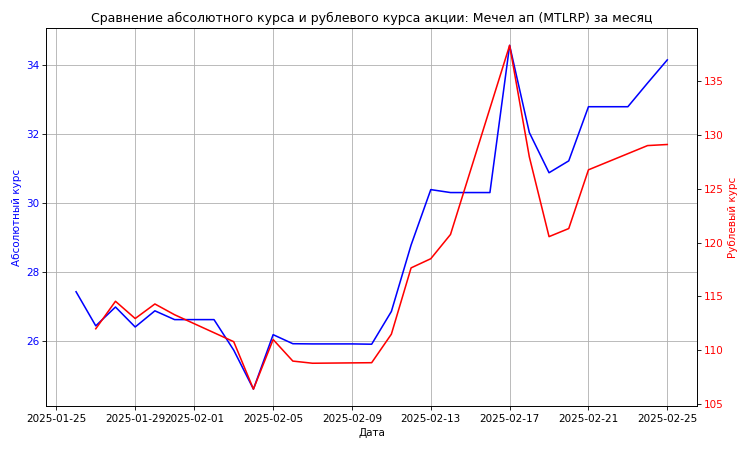 Сравнение абсолютного курса и рублевого курса акции: Мечел ап (MTLRP) за месяц
Абсолютный курс
34
32
30
28
26
135
130
125
120
115
110
105
Рублевый курс
2025-01-25 2025-01-29 2025-02-01 2025-02-05 2025-02-09 2025-02-13 2025-02-17 2025-02-21 2025-02-25
Дата